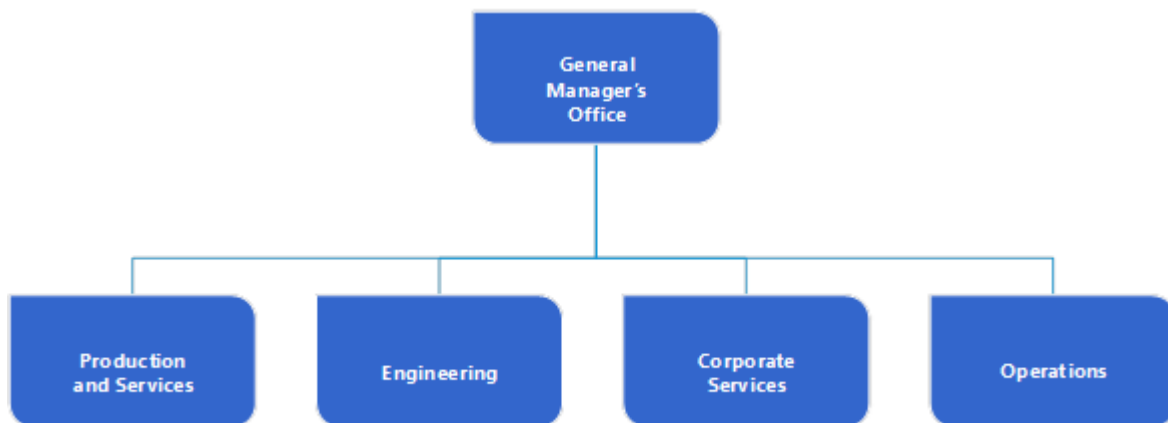 General
Manager’s
Office
Production
and Services
Engineering
Corporate
Services
Operations